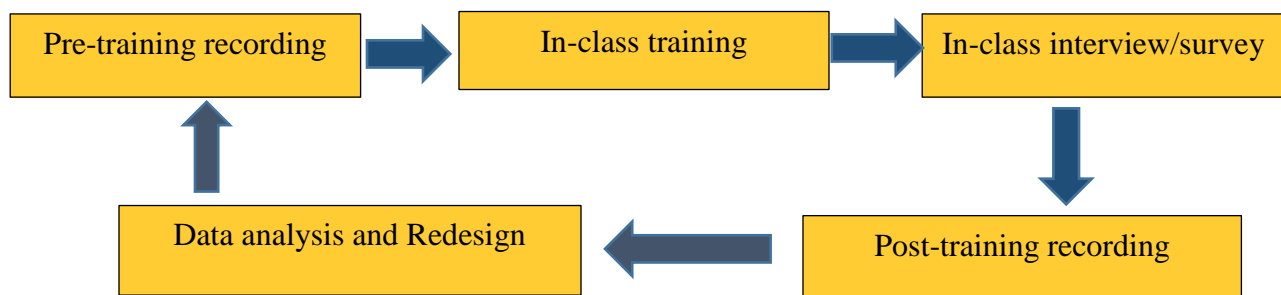 Pre-training recording
In-class training
In-class interview/survey
Data analysis and Redesign
Post-training recording